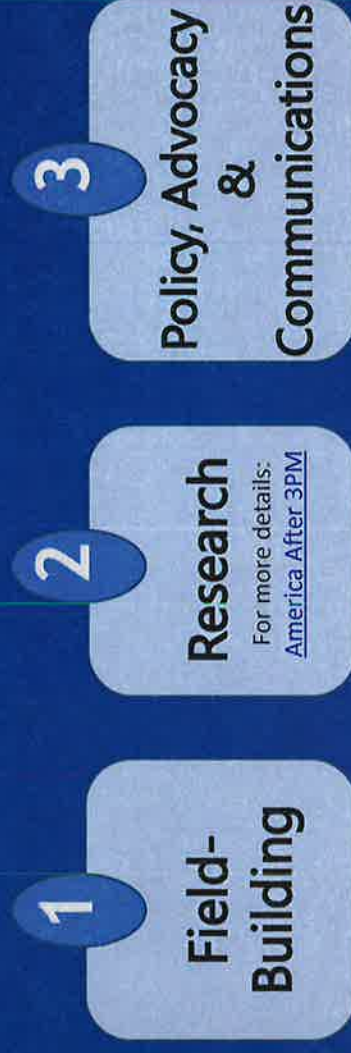 1
Field-
Building
2
Research
For more details:
America After 3PM
3
Policy, Advocacy
&
Communications